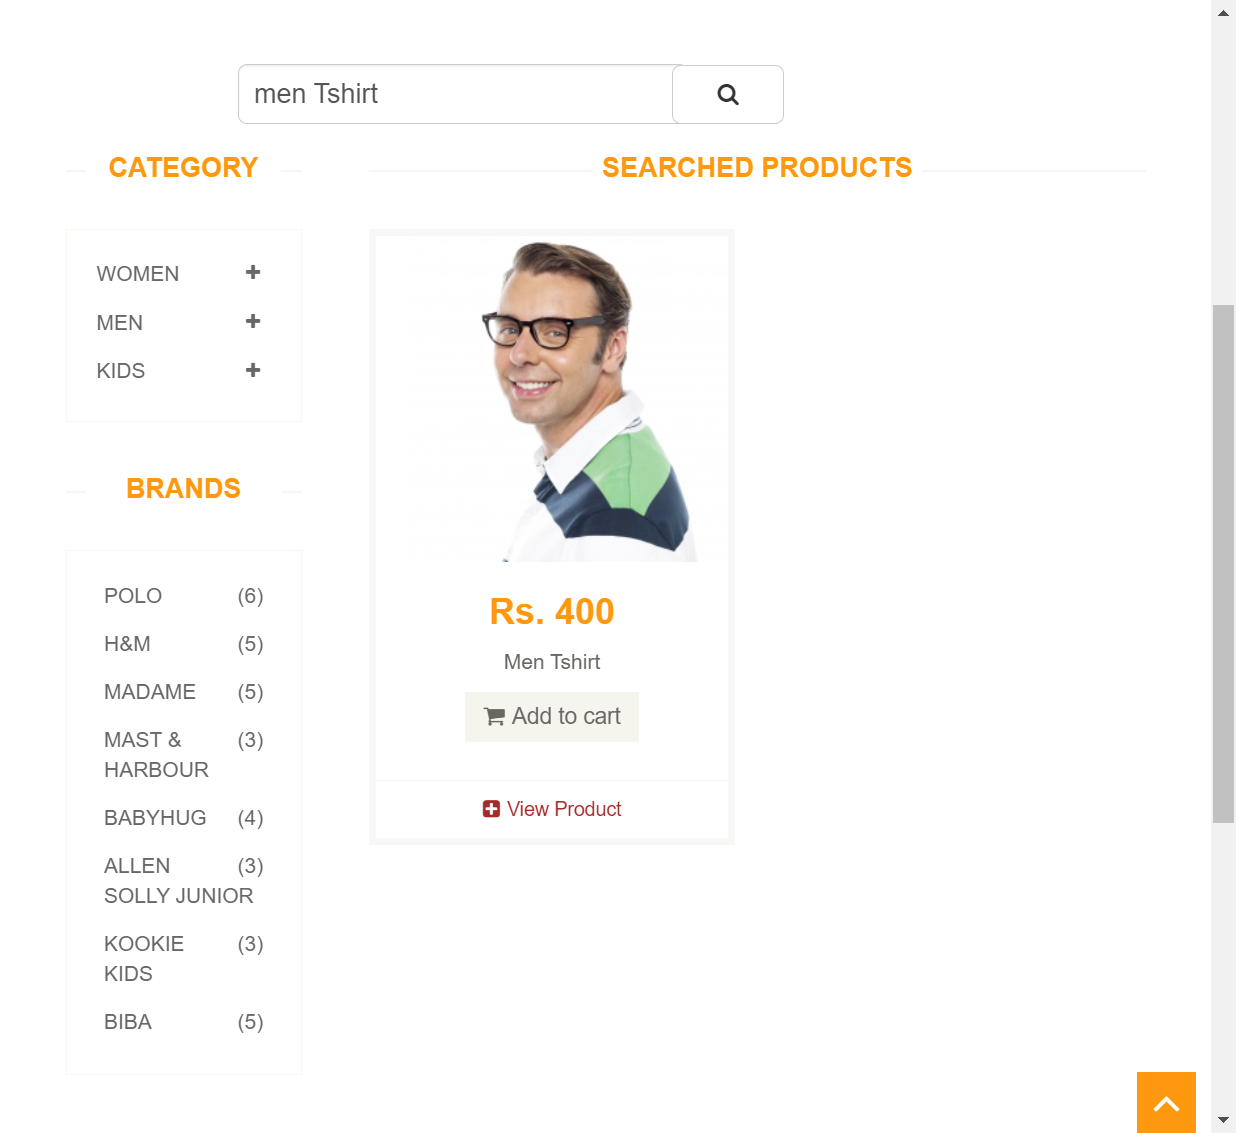 men Tshirt
CATEGORY
SEARCHED PRODUCTS
WOMEN
MEN
KIDS
BRANDS
POLO (6)
H&M (5)
MADAME (5)
MAST & (3)
HARBOUR
BABYHUG (4)
ALLEN (3)
SOLLY JUNIOR
KOOKIE (3)
KIDS
BIBA (5)
Rs. 400
Men Tshirt
Add to cart
View Product